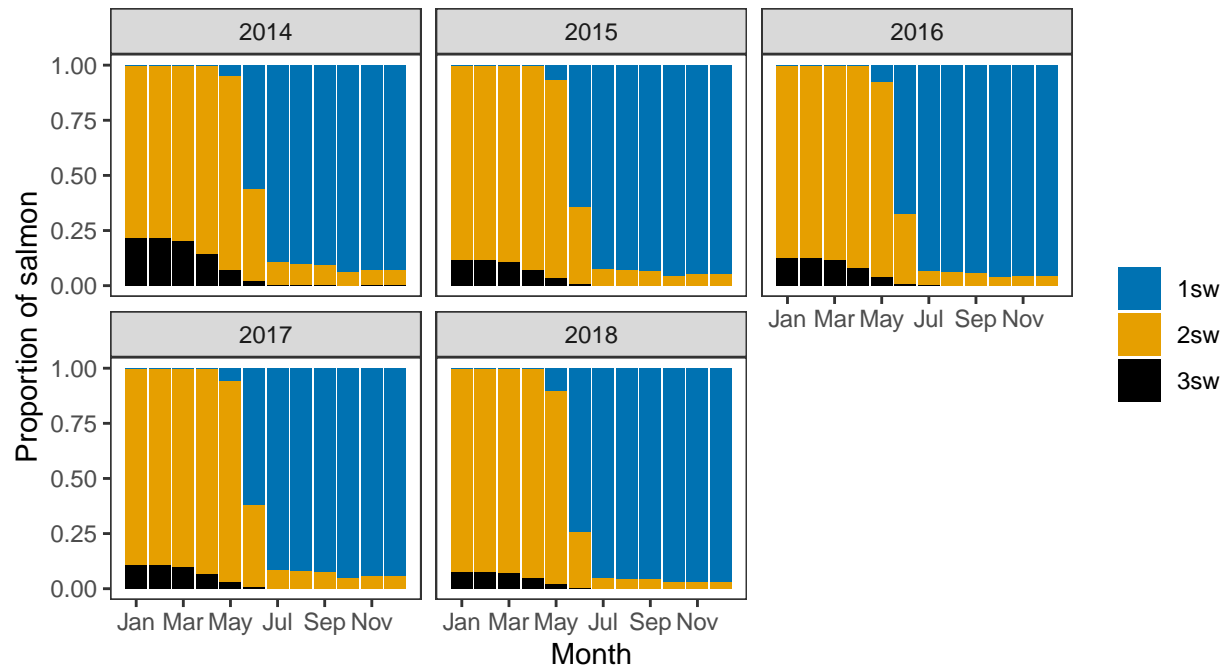 2014 2015 2016
1.00
0.75
0.50
0.25
0.00
Jan Mar May Jul Sep Nov
2017 2018
1.00
0.75
0.50
0.25
0.00
Jan Mar May Jul Sep Nov Jan Mar May Jul Sep Nov
Month
Proportion of salmon
1sw
2sw
3sw